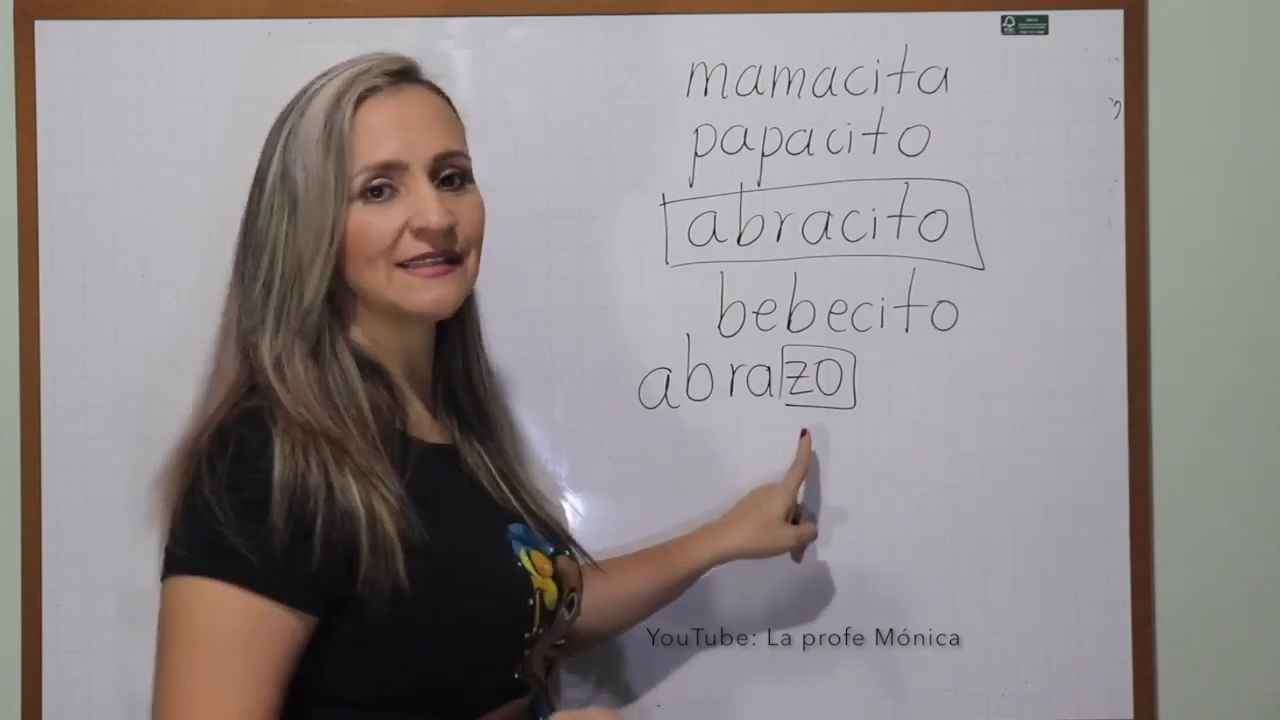 mamacita
papacito
abracito
bebecito
abrazo
YouTube: La profe Mónica